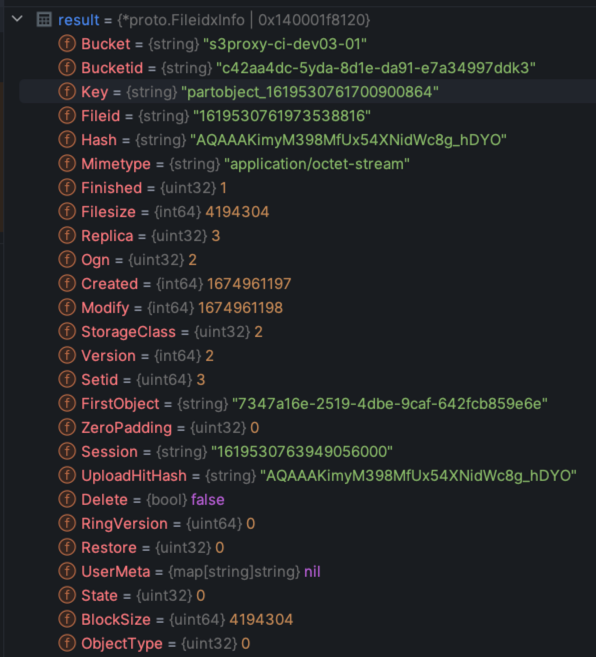 result = {*proto.FileidxInfo | 0x140001f8120}
f Bucket = {string} "s3proxy-ci-dev03-01"
f Bucketid = {string} "c42aa4dc-5yda-8d1e-da91-e7a34997ddk3"
f Key = {string} "partobject_1619530761700900864"
f Fileid = {string} "1619530761973538816"
f Hash = {string} "AQAAAKimyM398MfUx54XNidWc8g_hDYO"
f Mimetype = {string} "application/octet-stream"
f Finished = {uint32} 1
f Filesize = {int64} 4194304
f Replica = {uint32} 3
f Ogn = {uint32} 2
f Created = {int64} 1674961197
f Modify = {int64} 1674961198
f StorageClass = {uint32} 2
f Version = {int64} 2
f Setid = {uint64} 3
f FirstObject = {string} "7347a16e-2519-4dbe-9caf-642fcb859e6e"
f ZeroPadding = {uint32} 0
f Session = {string} "1619530763949056000"
f UploadHitHash = {string} "AQAAAKimyM398MfUx54XNidWc8g_hDYO"
f Delete = {bool} false
f RingVersion = {uint64} 0
f Restore = {uint32} 0
f UserMeta = {map[string]string} nil
f State = {uint32} 0
f BlockSize = {uint64} 4194304
f ObjectType = {uint32} 0